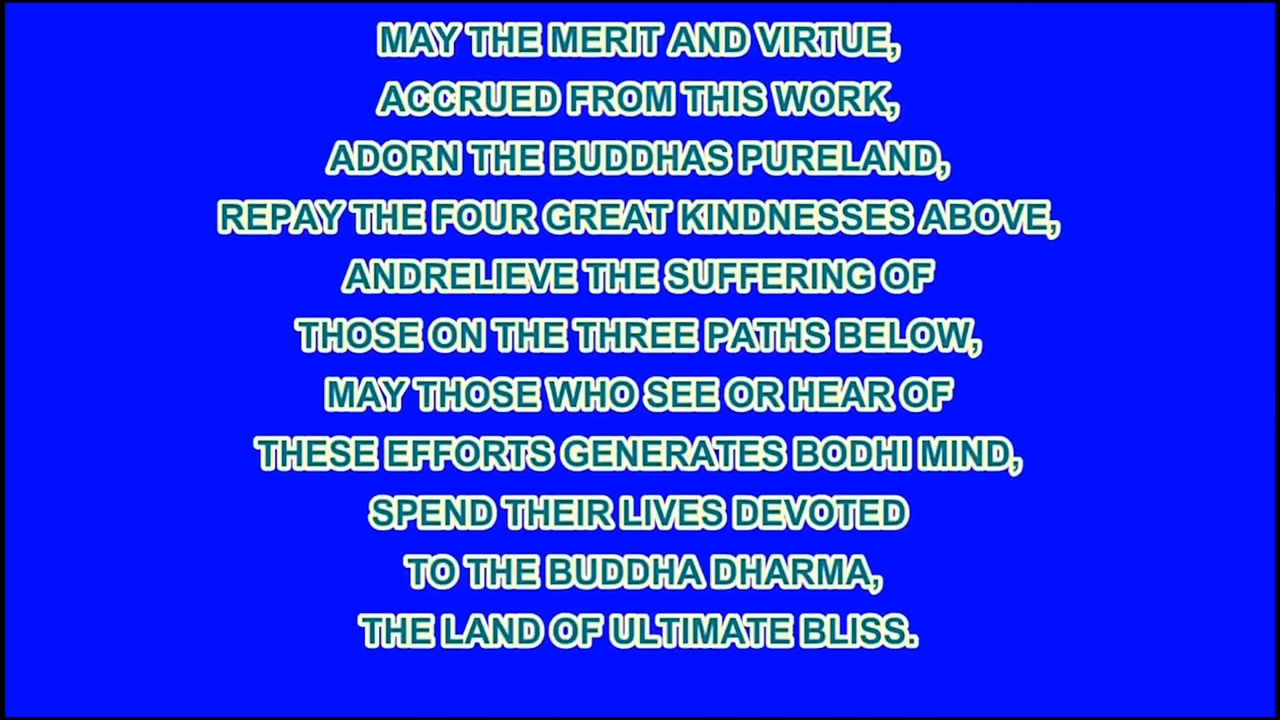 MAY THE MERIT AND VIRTUE,
ACCRUED FROM THIS WORK,
ADORN THE BUDDHAS PURELAND,
REPAY THE FOUR GREAT KINDNESSES ABOVE,
ANDRELIEVE THE SUFFERING OF
THOSE ON THE THREE PATHS BELOW,
MAY THOSE WHO SEE OR HEAR OF
THESE EFFORTS GENERATES BODHI MIND,
SPEND THEIR LIVES DEVOTED
TO THE BUDDHA DHARMA,
THE LAND OF ULTIMATE BLISS.